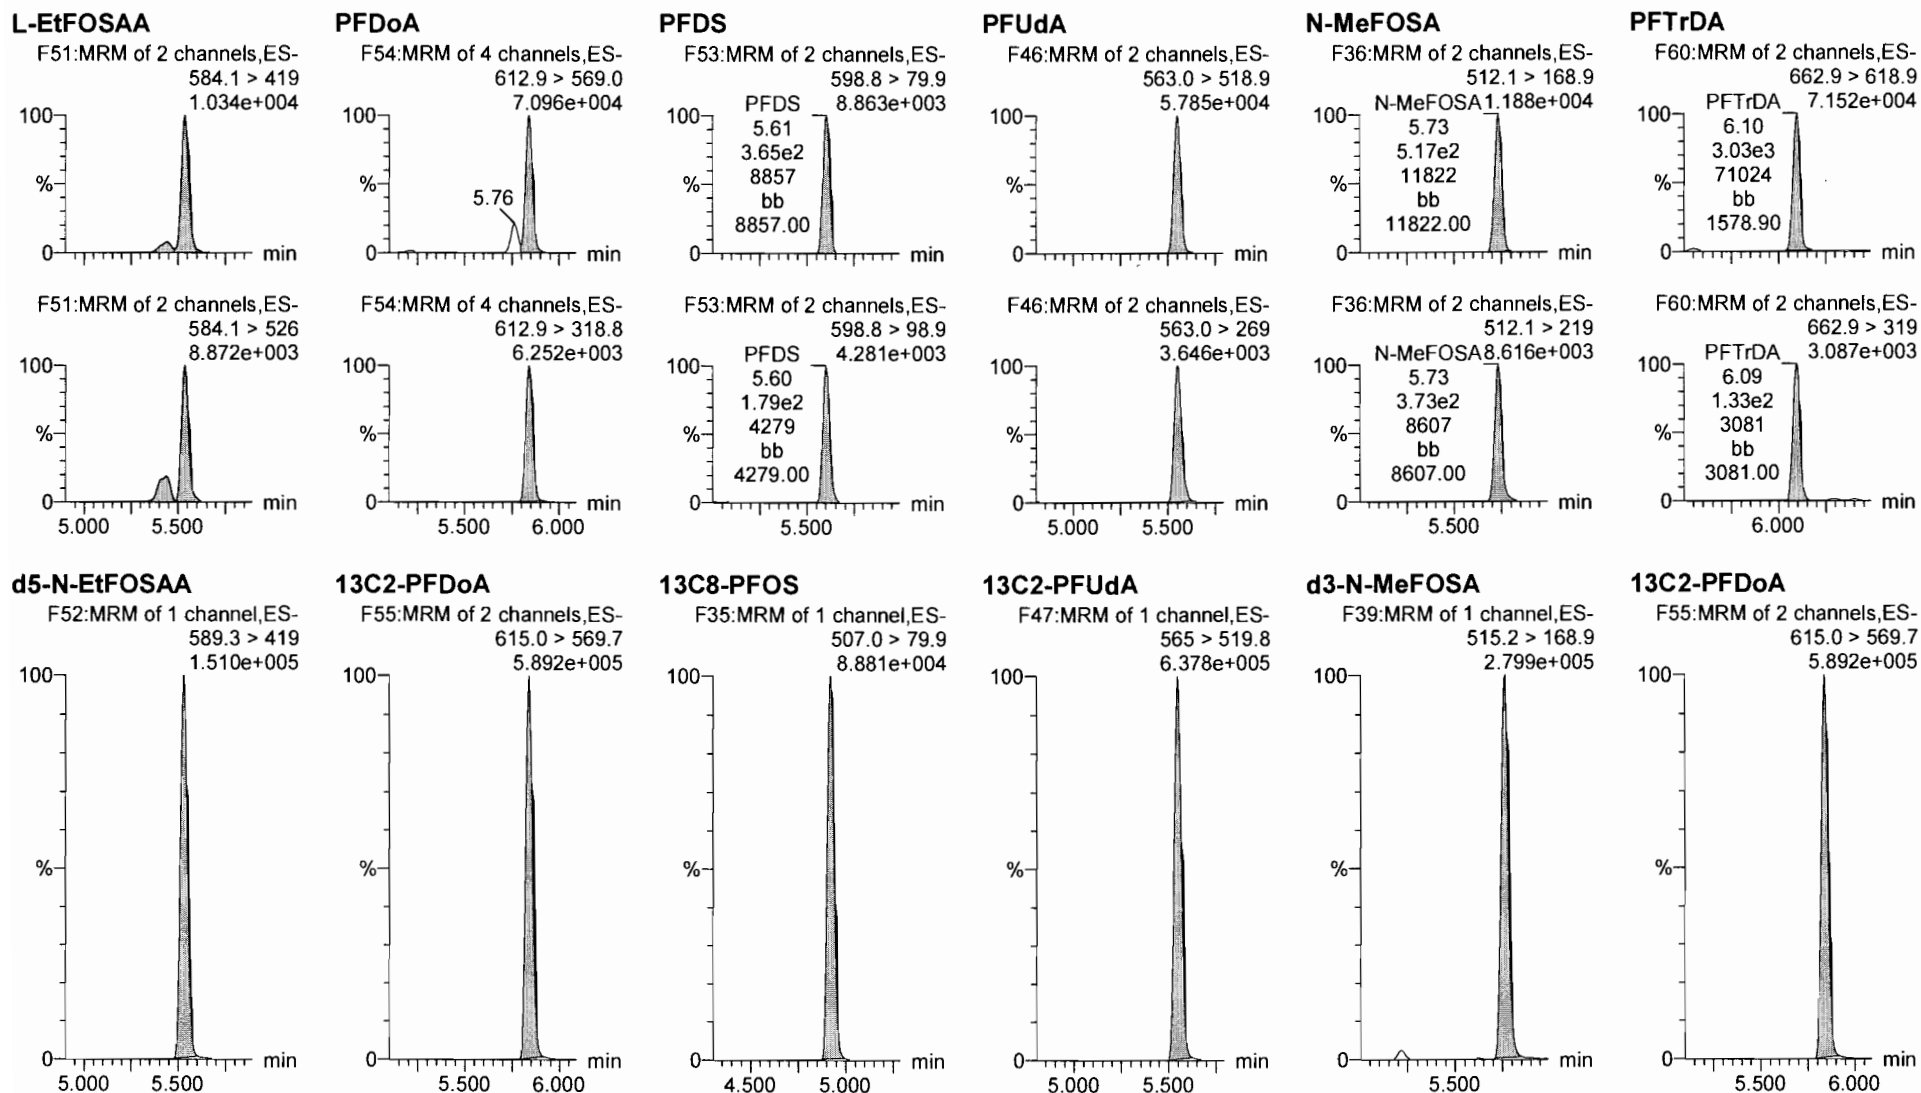 L-EtFOSAA
F51:MRM of 2 channels,ES-
584.1 > 419
1.034e+004
100
%
0
min
PFDoA
F54:MRM of 4 channels,ES-
612.9 > 569.0
7.096e+004
100
5.76
%
0
min
PFDS
F53:MRM of 2 channels,ES-
598.8 > 79.9
PFDS 8.863e+003
100
5.61
3.65e2
8857
%
bb
8857.00
0
min
PFUdA
F46:MRM of 2 channels,ES-
563.0 > 518.9
5.785e+004
100
%
0
min
N-MeFOSA
F36:MRM of 2 channels,ES-
512.1 > 168.9
N-MeFOSA 1.188e+004
100
5.73
5.17e2
11822
%
bb
11822.00
0
min
PFTrDA
F60:MRM of 2 channels,ES-
662.9 > 618.9
PFTrDA 7.152e+004
100
6.10
3.03e3
71024
%
bb
1578.90
0
min
F51:MRM of 2 channels,ES-
584.1 > 526
8.872e+003
100
%
0
min
5.000 5.500
F54:MRM of 4 channels,ES-
612.9 > 318.8
6.252e+003
100
%
0
min
5.500 6.000
F53:MRM of 2 channels,ES-
598.8 > 98.9
PFDS 4.281e+003
100
5.60
1.79e2
4279
%
bb
4279.00
0
min
5.500
F46:MRM of 2 channels,ES-
563.0 > 269
3.646e+003
100
%
0
min
5.000 5.500
F36:MRM of 2 channels,ES-
512.1 > 219
N-MeFOSA 8.616e+003
100
5.73
3.73e2
8607
%
bb
8607.00
0
min
5.500
F60:MRM of 2 channels,ES-
662.9 > 319
PFTrDA 3.087e+003
100
6.09
1.33e2
3081
%
bb
3081.00
0
min
6.000
d5-N-EtFOSAA
F52:MRM of 1 channel,ES-
589.3 > 419
1.510e+005
100
%
0
min
5.000 5.500
13C2-PFDoA
F55:MRM of 2 channels,ES-
615.0 > 569.7
5.892e+005
100
%
0
min
5.500 6.000
13C8-PFOS
F35:MRM of 1 channel,ES-
507.0 > 79.9
8.881e+004
100
%
0
min
4.500 5.000
13C2-PFUdA
F47:MRM of 1 channel,ES-
565 > 519.8
6.378e+005
100
%
0
min
5.000 5.500
d3-N-MeFOSA
F39:MRM of 1 channel,ES-
515.2 > 168.9
2.799e+005
100
%
0
min
5.500
13C2-PFDoA
F55:MRM of 2 channels,ES-
615.0 > 569.7
5.892e+005
100
%
0
min
5.500 6.000